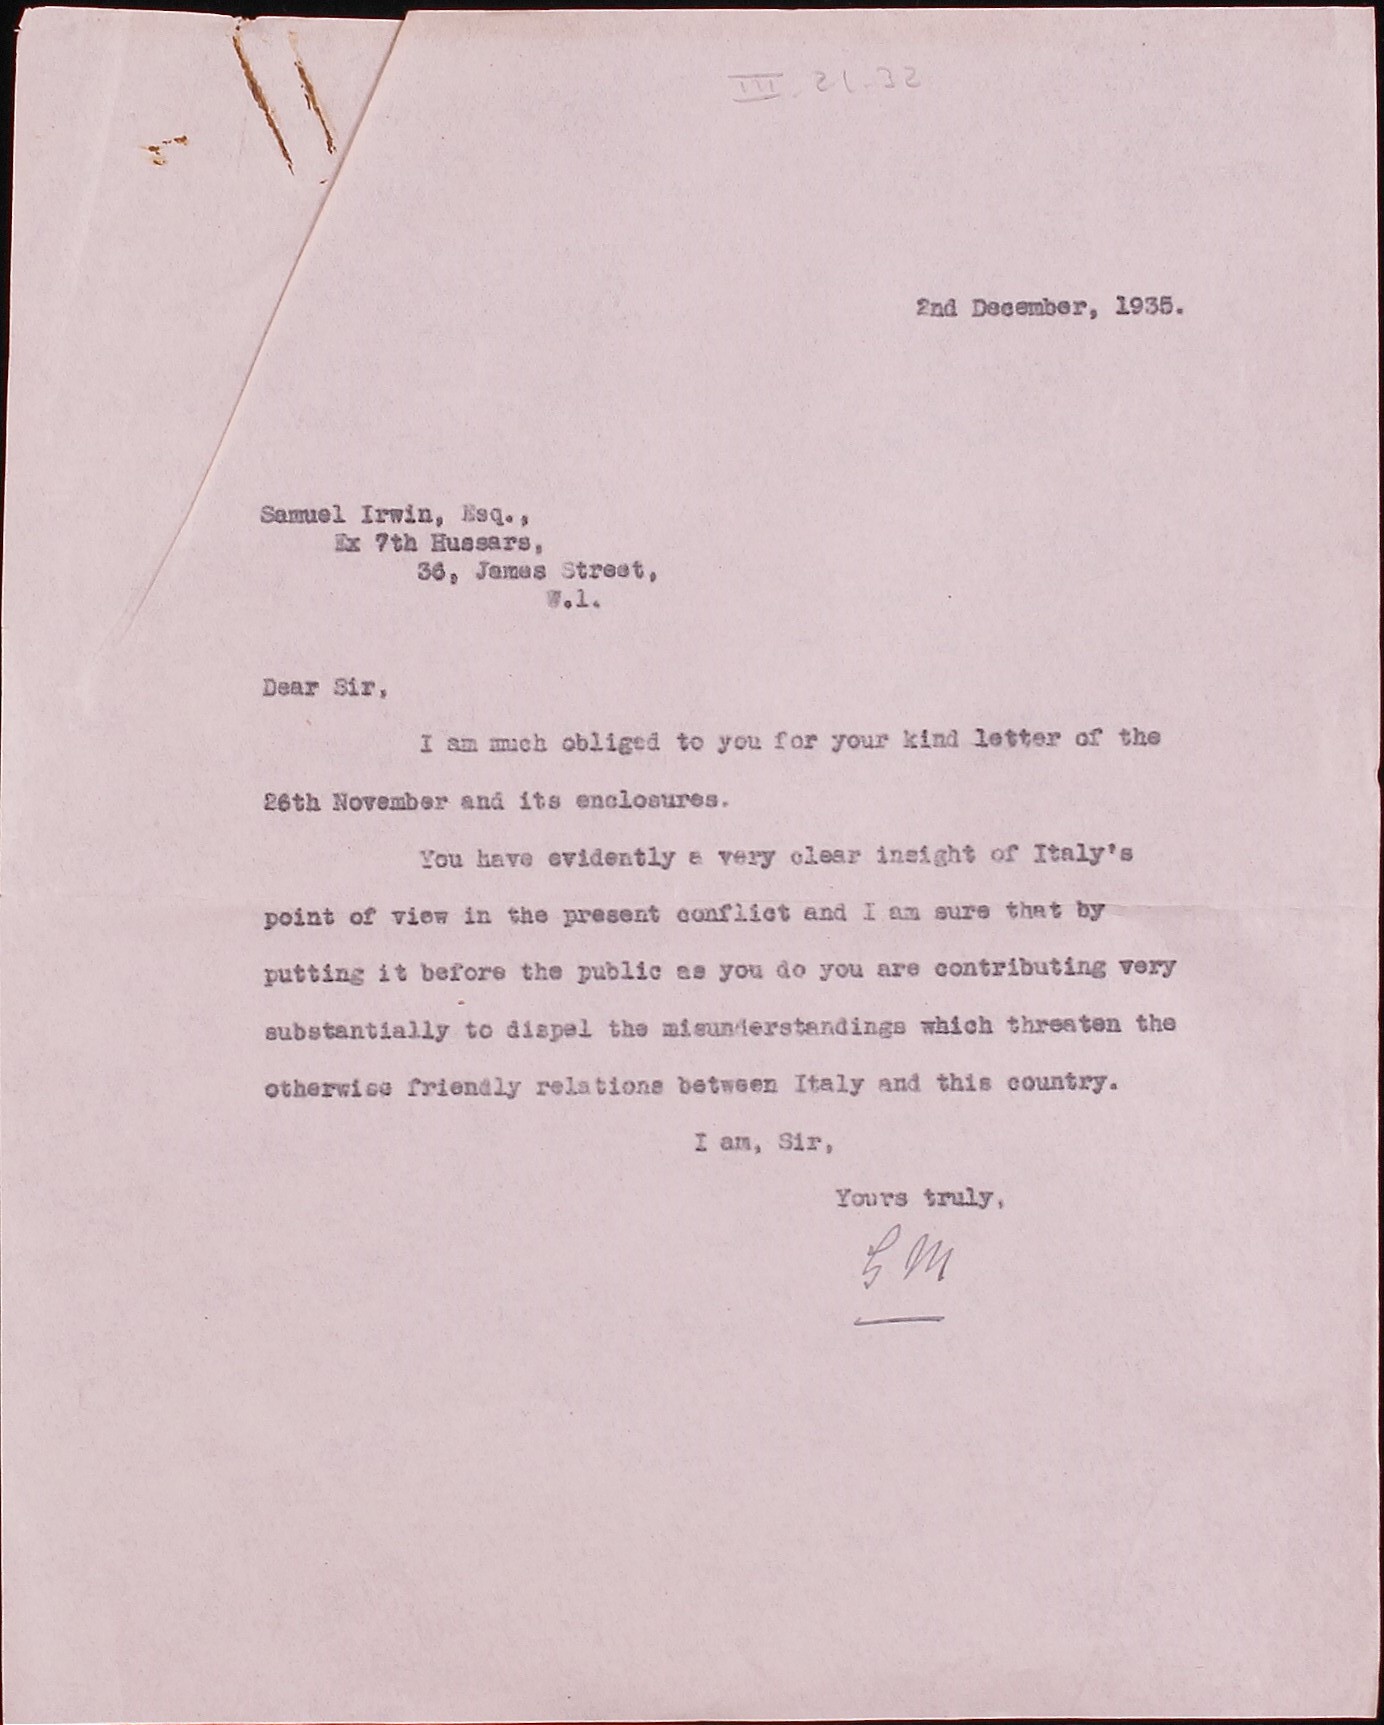 III. 21-32
2nd December, 1935.
Samuel Irwin, Esq.,
Ex 7th Hussars,
36, James Street,
W.1.
Dear Sir,
I am much obliged to you for your kind letter of the
26th November and its enclosures.
You have evidently a very clear insight of Italy's
point of view in the present conflict and I am sure that by
putting it before the public as you do you are contributing very
substantially to dispel the misunderstandings which threaten the
otherwise friendly relations between Italy and this country.
I am, Sir,
Yours truly,
G M